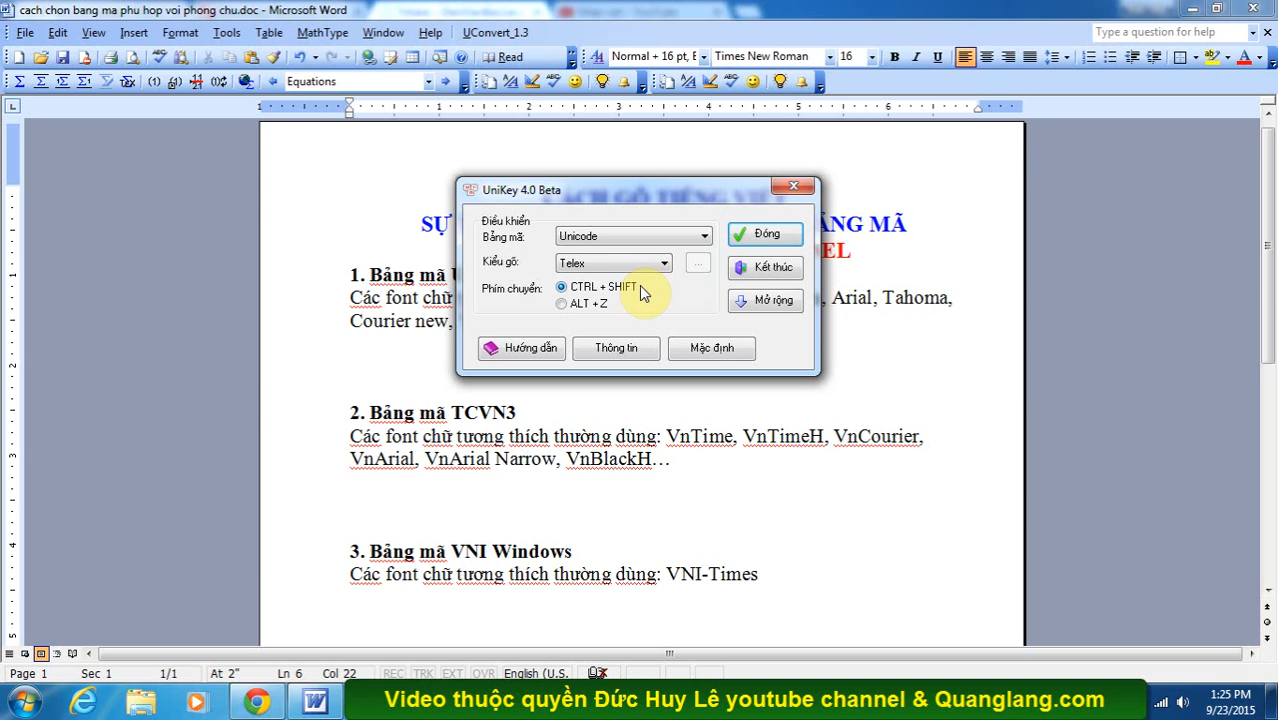 cach chon bang ma phu hop voi phong chu.doc - Microsoft Word
File Edit View Insert Format Tools Table MathType Window Help UConvert_1.3
Type a question for help
Read Normal + 16 pt, Times New Roman 16 B I U
Equations
UniKey 4.0 Beta
CÁCH GÕ TIẾNG VIỆT
SỰ
ẢNG MÃ
EL
Điều khiển
Bảng mã: Unicode
Đóng
Kiểu gõ: Telex
...
Kết thúc
Phím chuyển: CTRL + SHIFT
ALT + Z
Mở rộng
Hướng dẫn Thông tin Mặc định
1. Bảng mã
Các font chữ
, Arial, Tahoma,
Courier new,
2. Bảng mã TCVN3
Các font chữ tương thích thường dùng: VnTime, VnTimeH, VnCourier,
VnArial, VnArial Narrow, VnBlackH…
3. Bảng mã VNI Windows
Các font chữ tương thích thường dùng: VNI-Times
Page 1 Sec 1 1/1 At 2" Ln 6 Col 22 REC TRK EXT OVR English (U.S.
Video thuộc quyền Đức Huy Lê youtube channel & Quanglang.com
1:25 PM
9/23/2015